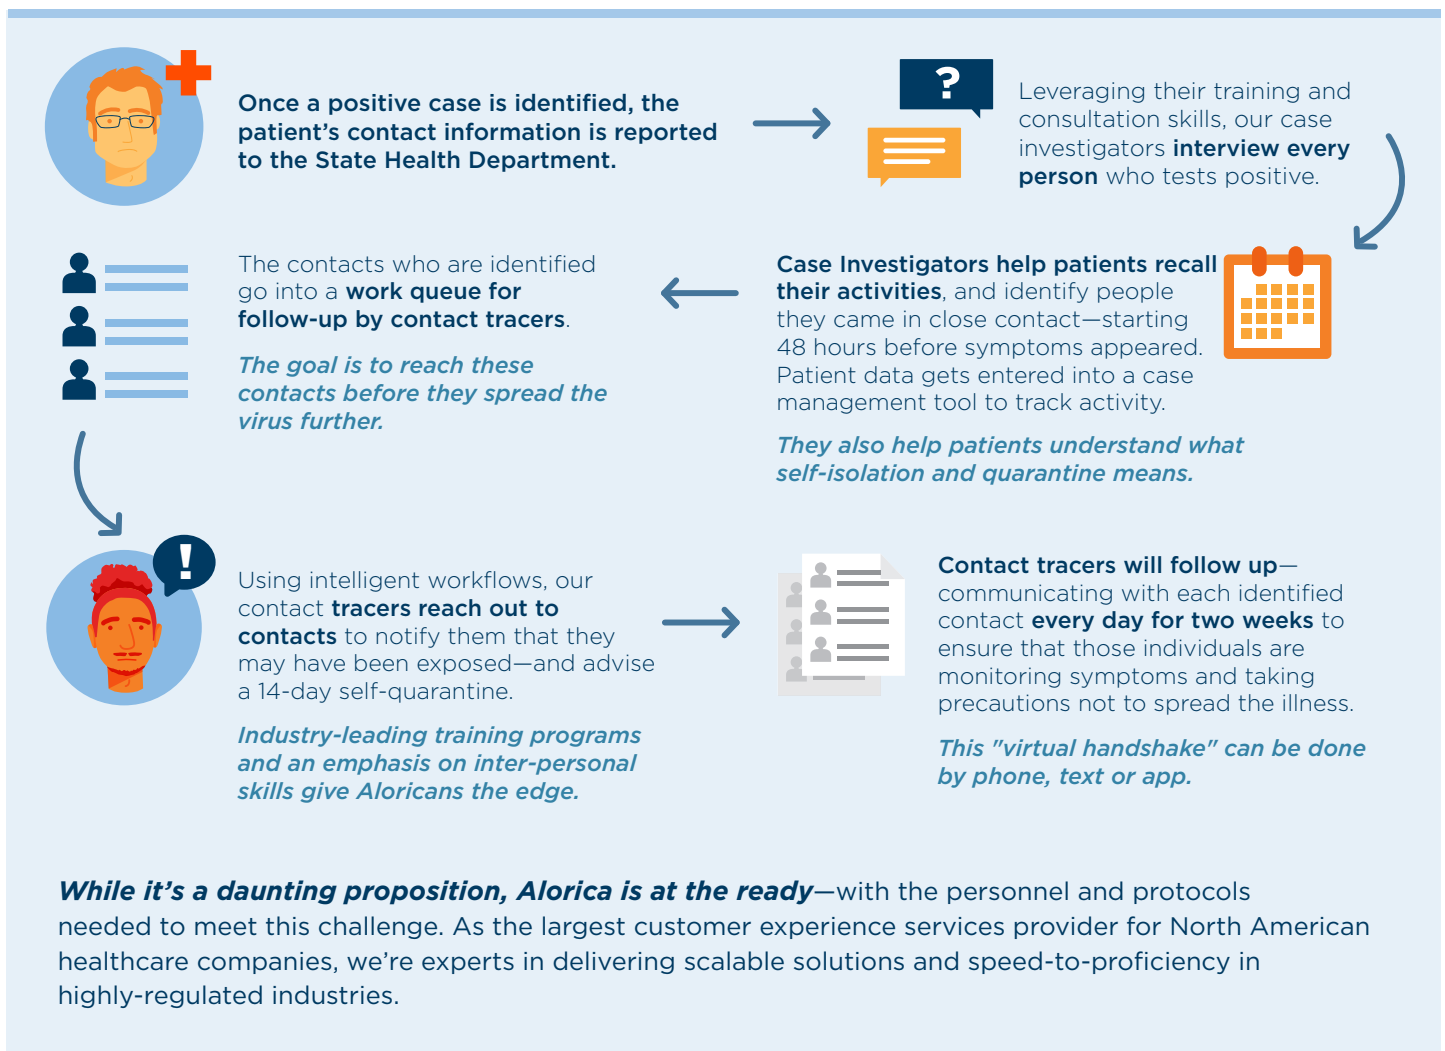 Once a positive case is identified, the
patient’s contact information is reported
to the State Health Department.
?
Leveraging their training and
consultation skills, our case
investigators interview every
person who tests positive.
Case Investigators help patients recall
their activities, and identify people
they came in close contact—starting
48 hours before symptoms appeared.
Patient data gets entered into a case
management tool to track activity.
They also help patients understand what
self-isolation and quarantine means.
The contacts who are identified
go into a work queue for
follow-up by contact tracers.
The goal is to reach these
contacts before they spread the
virus further.
!
Using intelligent workflows, our
contact tracers reach out to
contacts to notify them that they
may have been exposed—and advise
a 14-day self-quarantine.
Industry-leading training programs
and an emphasis on inter-personal
skills give Aloricans the edge.
Contact tracers will follow up—
communicating with each identified
contact every day for two weeks to
ensure that those individuals are
monitoring symptoms and taking
precautions not to spread the illness.
This "virtual handshake" can be done
by phone, text or app.
While it’s a daunting proposition, Alorica is at the ready—with the personnel and protocols
needed to meet this challenge. As the largest customer experience services provider for North American
healthcare companies, we’re experts in delivering scalable solutions and speed-to-proficiency in
highly-regulated industries.